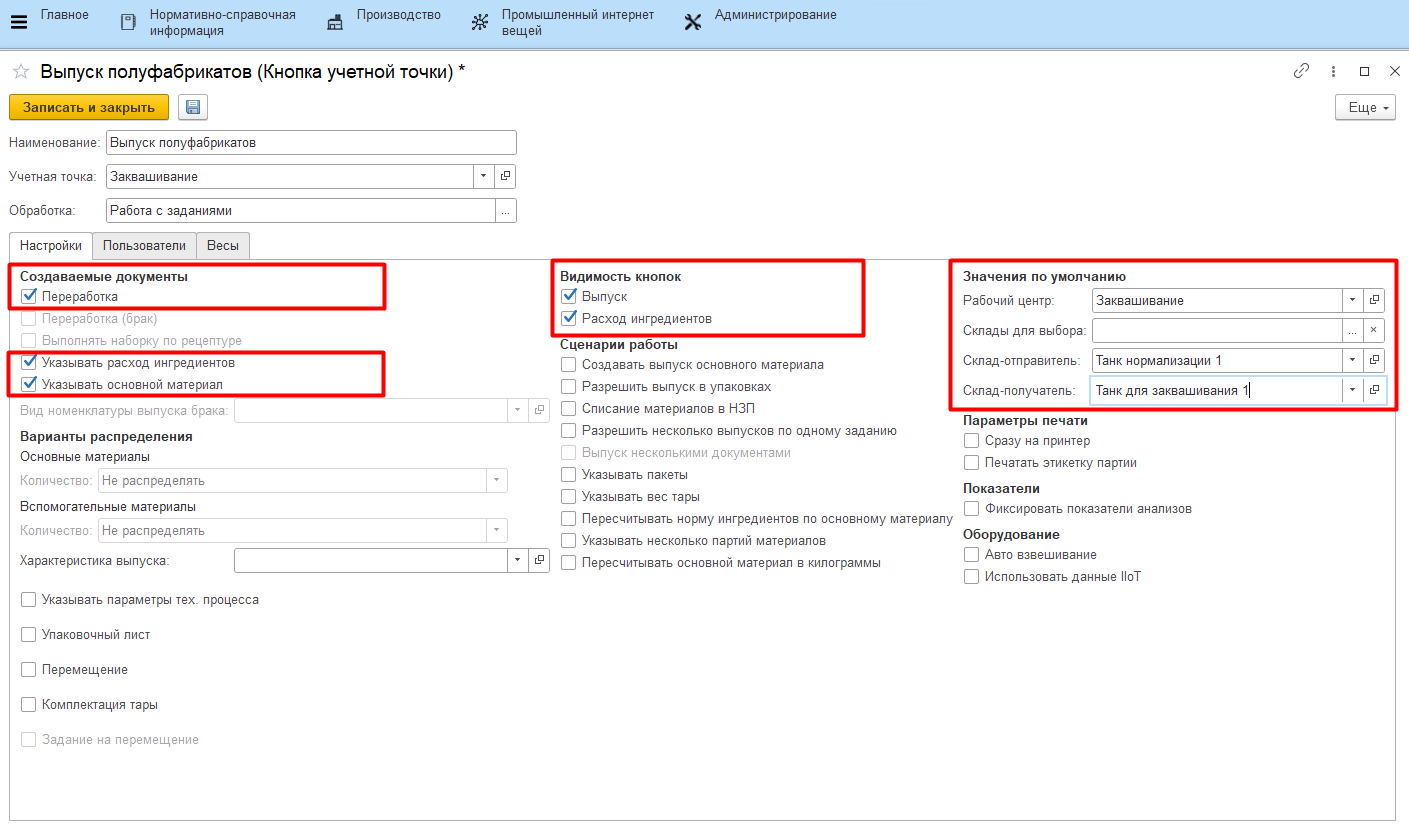 Главное
Нормативно-справочная
информация
Производство
Промышленный интернет
вещей
Администрирование
Выпуск полуфабрикатов (Кнопка учетной точки) *
Записать и закрыть
Еще
Наименование: Выпуск полуфабрикатов
Учетная точка: Заквашивание
Обработка: Работа с заданиями ...
Настройки Пользователи Весы
Создаваемые документы
Переработка
Переработка (брак)
Выполнять наборку по рецептуре
Указывать расход ингредиентов
Указывать основной материал
Вид номенклатуры выпуска брака:
Варианты распределения
Основные материалы
Количество: Не распределять
Вспомогательные материалы
Количество: Не распределять
Характеристика выпуска:
Указывать параметры тех. процесса
Упаковочный лист
Перемещение
Комплектация тары
Задание на перемещение
Видимость кнопок
Выпуск
Расход ингредиентов
Сценарии работы
Создавать выпуск основного материала
Разрешить выпуск в упаковках
Списание материалов в НЗП
Разрешить несколько выпусков по одному заданию
Выпуск несколькими документами
Указывать пакеты
Указывать вес тары
Пересчитывать норму ингредиентов по основному материалу
Указывать несколько партий материалов
Пересчитывать основной материал в килограммы
Значения по умолчанию
Рабочий центр: Заквашивание
Склады для выбора: ... ×
Склад-отправитель: Танк нормализации 1
Склад-получатель: Танк для заквашивания 1
Параметры печати
Сразу на принтер
Печатать этикетку партии
Показатели
Фиксировать показатели анализов
Оборудование
Авто взвешивание
Использовать данные IIoT